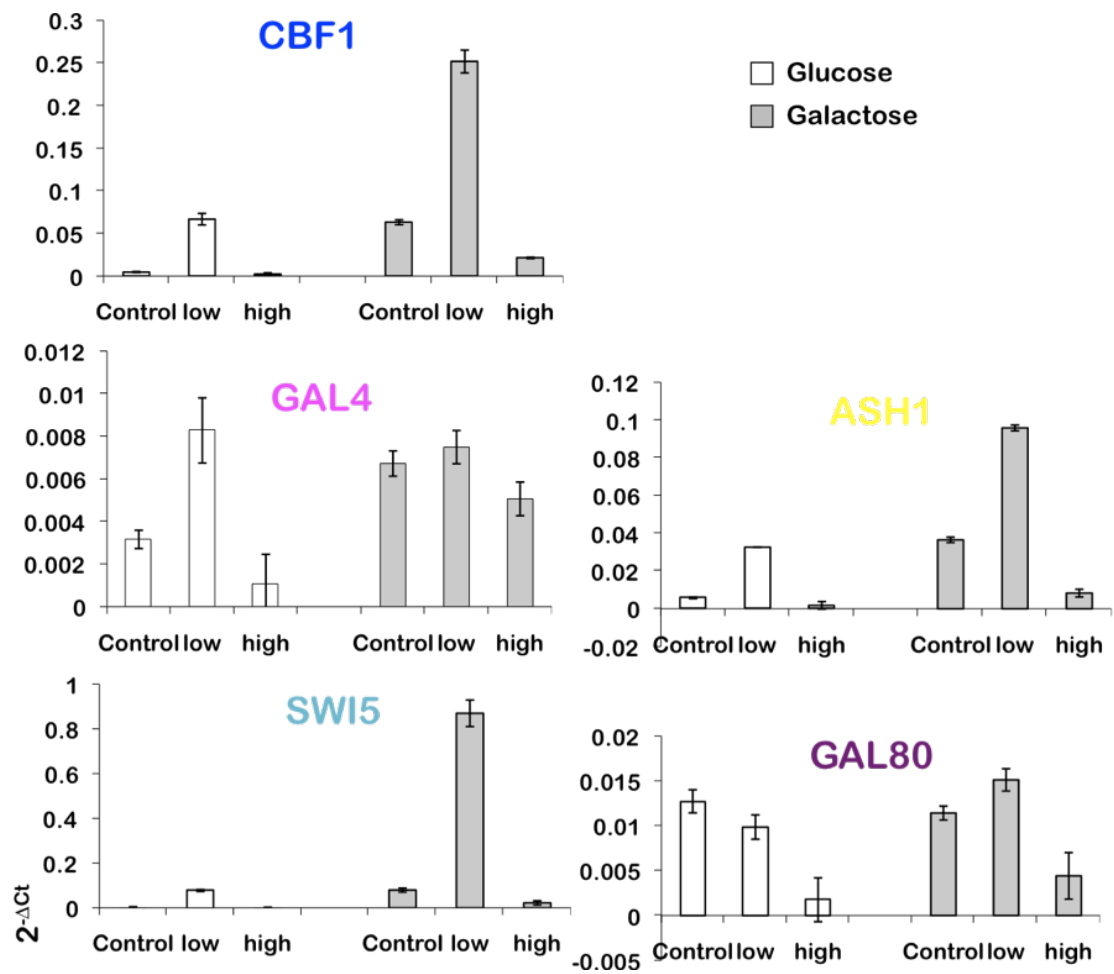 CBF1
0.3
0.25
0.2
0.15
0.1
0.05
0
Control low high Control low high
Glucose
Galactose
GAL4
0.012
0.01
0.008
0.006
0.004
0.002
0
Control low high Control low high
ASH1
0.12
0.1
0.08
0.06
0.04
0.02
0
-0.02
Control low high Control low high
SWI5
1
0.8
0.6
0.4
0.2
0
2-ΔCt
Control low high Control low high
GAL80
0.02
0.015
0.01
0.005
0
-0.005
Control low high Control low high